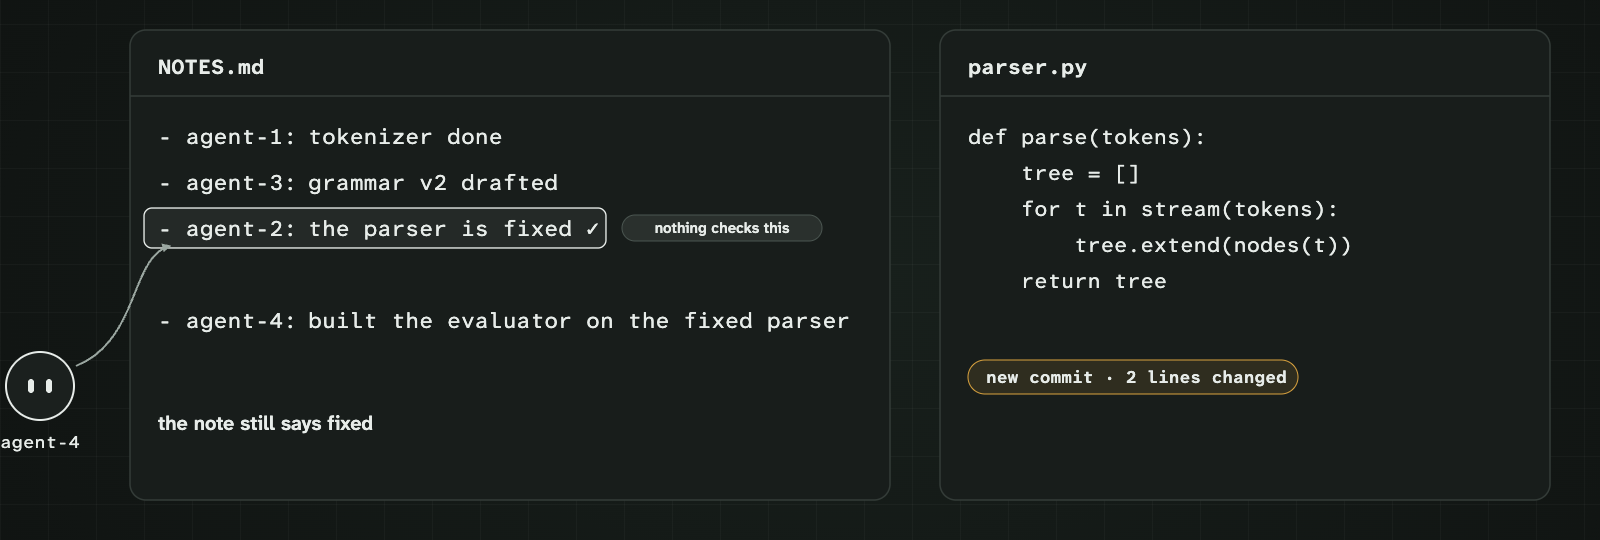 NOTES.md
- agent-1: tokenizer done
- agent-3: grammar v2 drafted
- agent-2: the parser is fixed ✓
nothing checks this
- agent-4: built the evaluator on the fixed parser
the note still says fixed
agent-4
parser.py
def parse(tokens):
    tree = []
    for t in stream(tokens):
        tree.extend(nodes(t))
    return tree
new commit · 2 lines changed